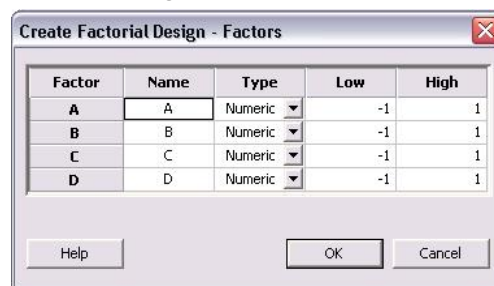 Create Factorial Design - Factors
Factor Name Type Low High
A A Numeric -1 1
B B Numeric -1 1
C C Numeric -1 1
D D Numeric -1 1
Help OK Cancel